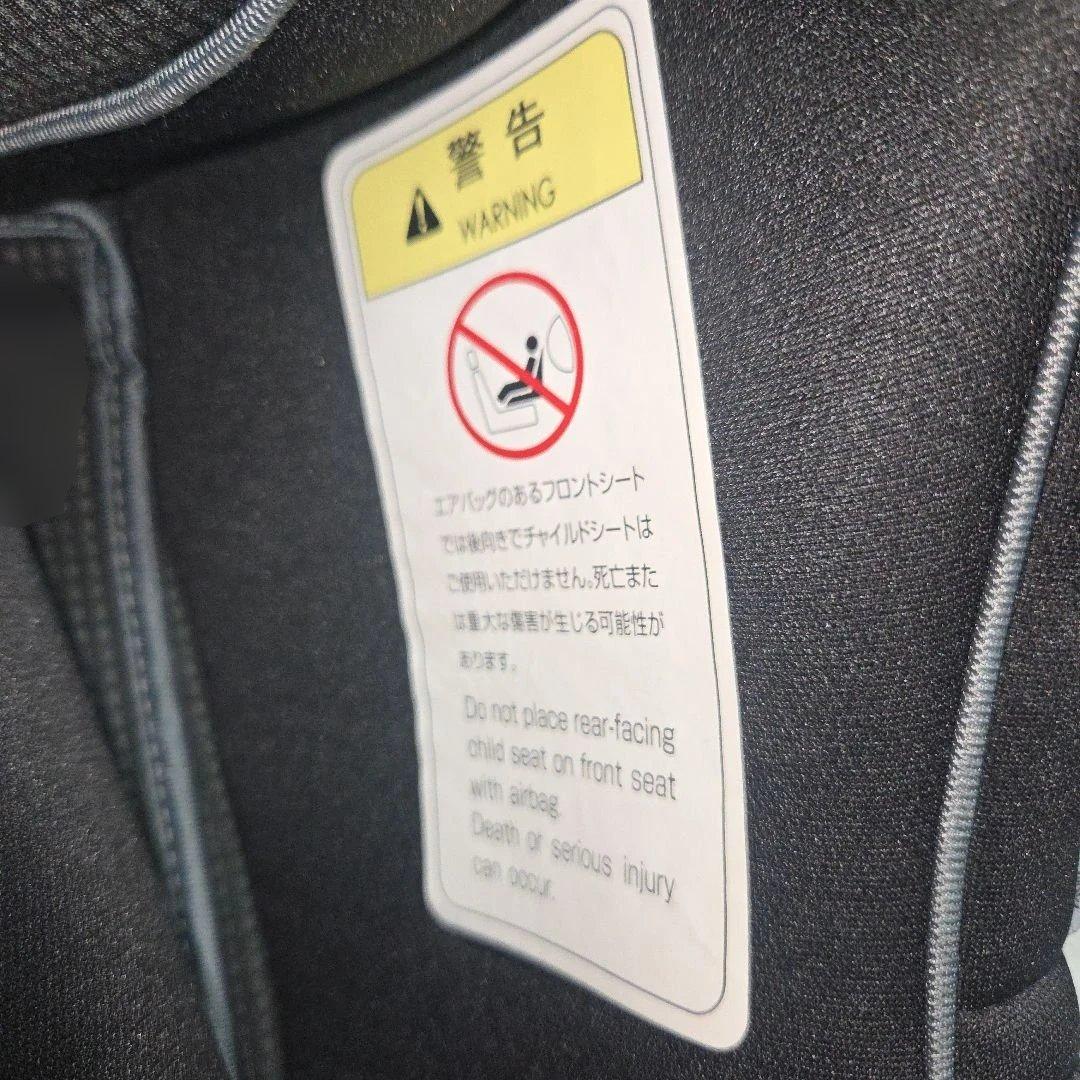 警告
WARNING
エアバッグのあるフロントシート
では後向きでチャイルドシートは
ご使用いただけません。死亡また
は重大な傷害が生じる可能性が
あります。
Do not place rear-facing
child seat on front seat
with airbag.
Death or serious injury
can occur.